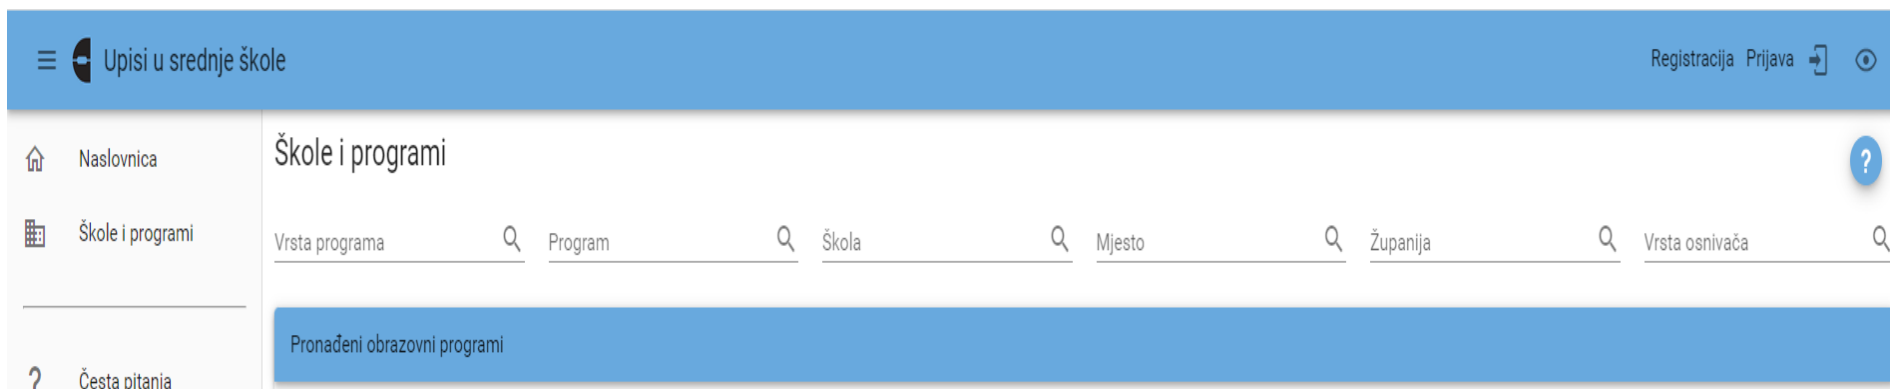 Upisi u srednje škole
Registracija Prijava
Naslovnica
Škole i programi
Česta pitanja
Škole i programi
?
Vrsta programa
Program
Škola
Mjesto
Županija
Vrsta osnivača
Pronađeni obrazovni programi